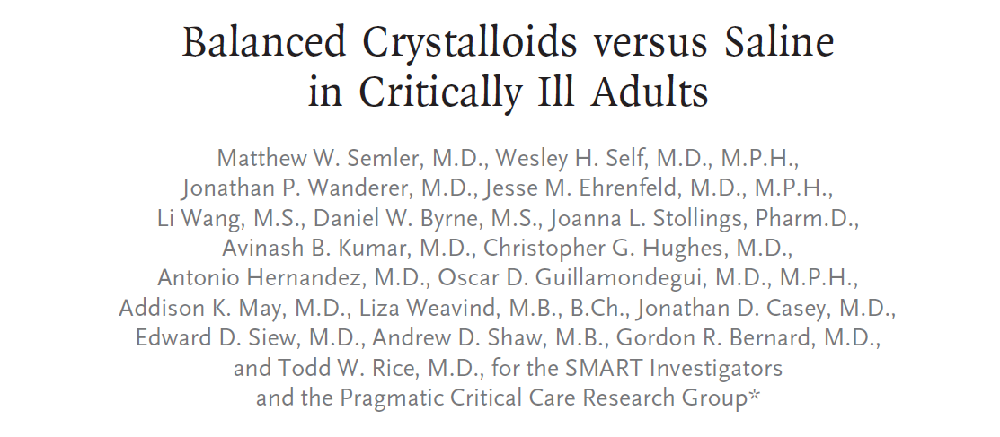 Balanced Crystalloids versus Saline
in Critically Ill Adults
Matthew W. Semler, M.D., Wesley H. Self, M.D., M.P.H.,
Jonathan P. Wanderer, M.D., Jesse M. Ehrenfeld, M.D., M.P.H.,
Li Wang, M.S., Daniel W. Byrne, M.S., Joanna L. Stollings, Pharm.D.,
Avinash B. Kumar, M.D., Christopher G. Hughes, M.D.,
Antonio Hernandez, M.D., Oscar D. Guillamondegui, M.D., M.P.H.,
Addison K. May, M.D., Liza Weavind, M.B., B.Ch., Jonathan D. Casey, M.D.,
Edward D. Siew, M.D., Andrew D. Shaw, M.B., Gordon R. Bernard, M.D.,
and Todd W. Rice, M.D., for the SMART Investigators
and the Pragmatic Critical Care Research Group*